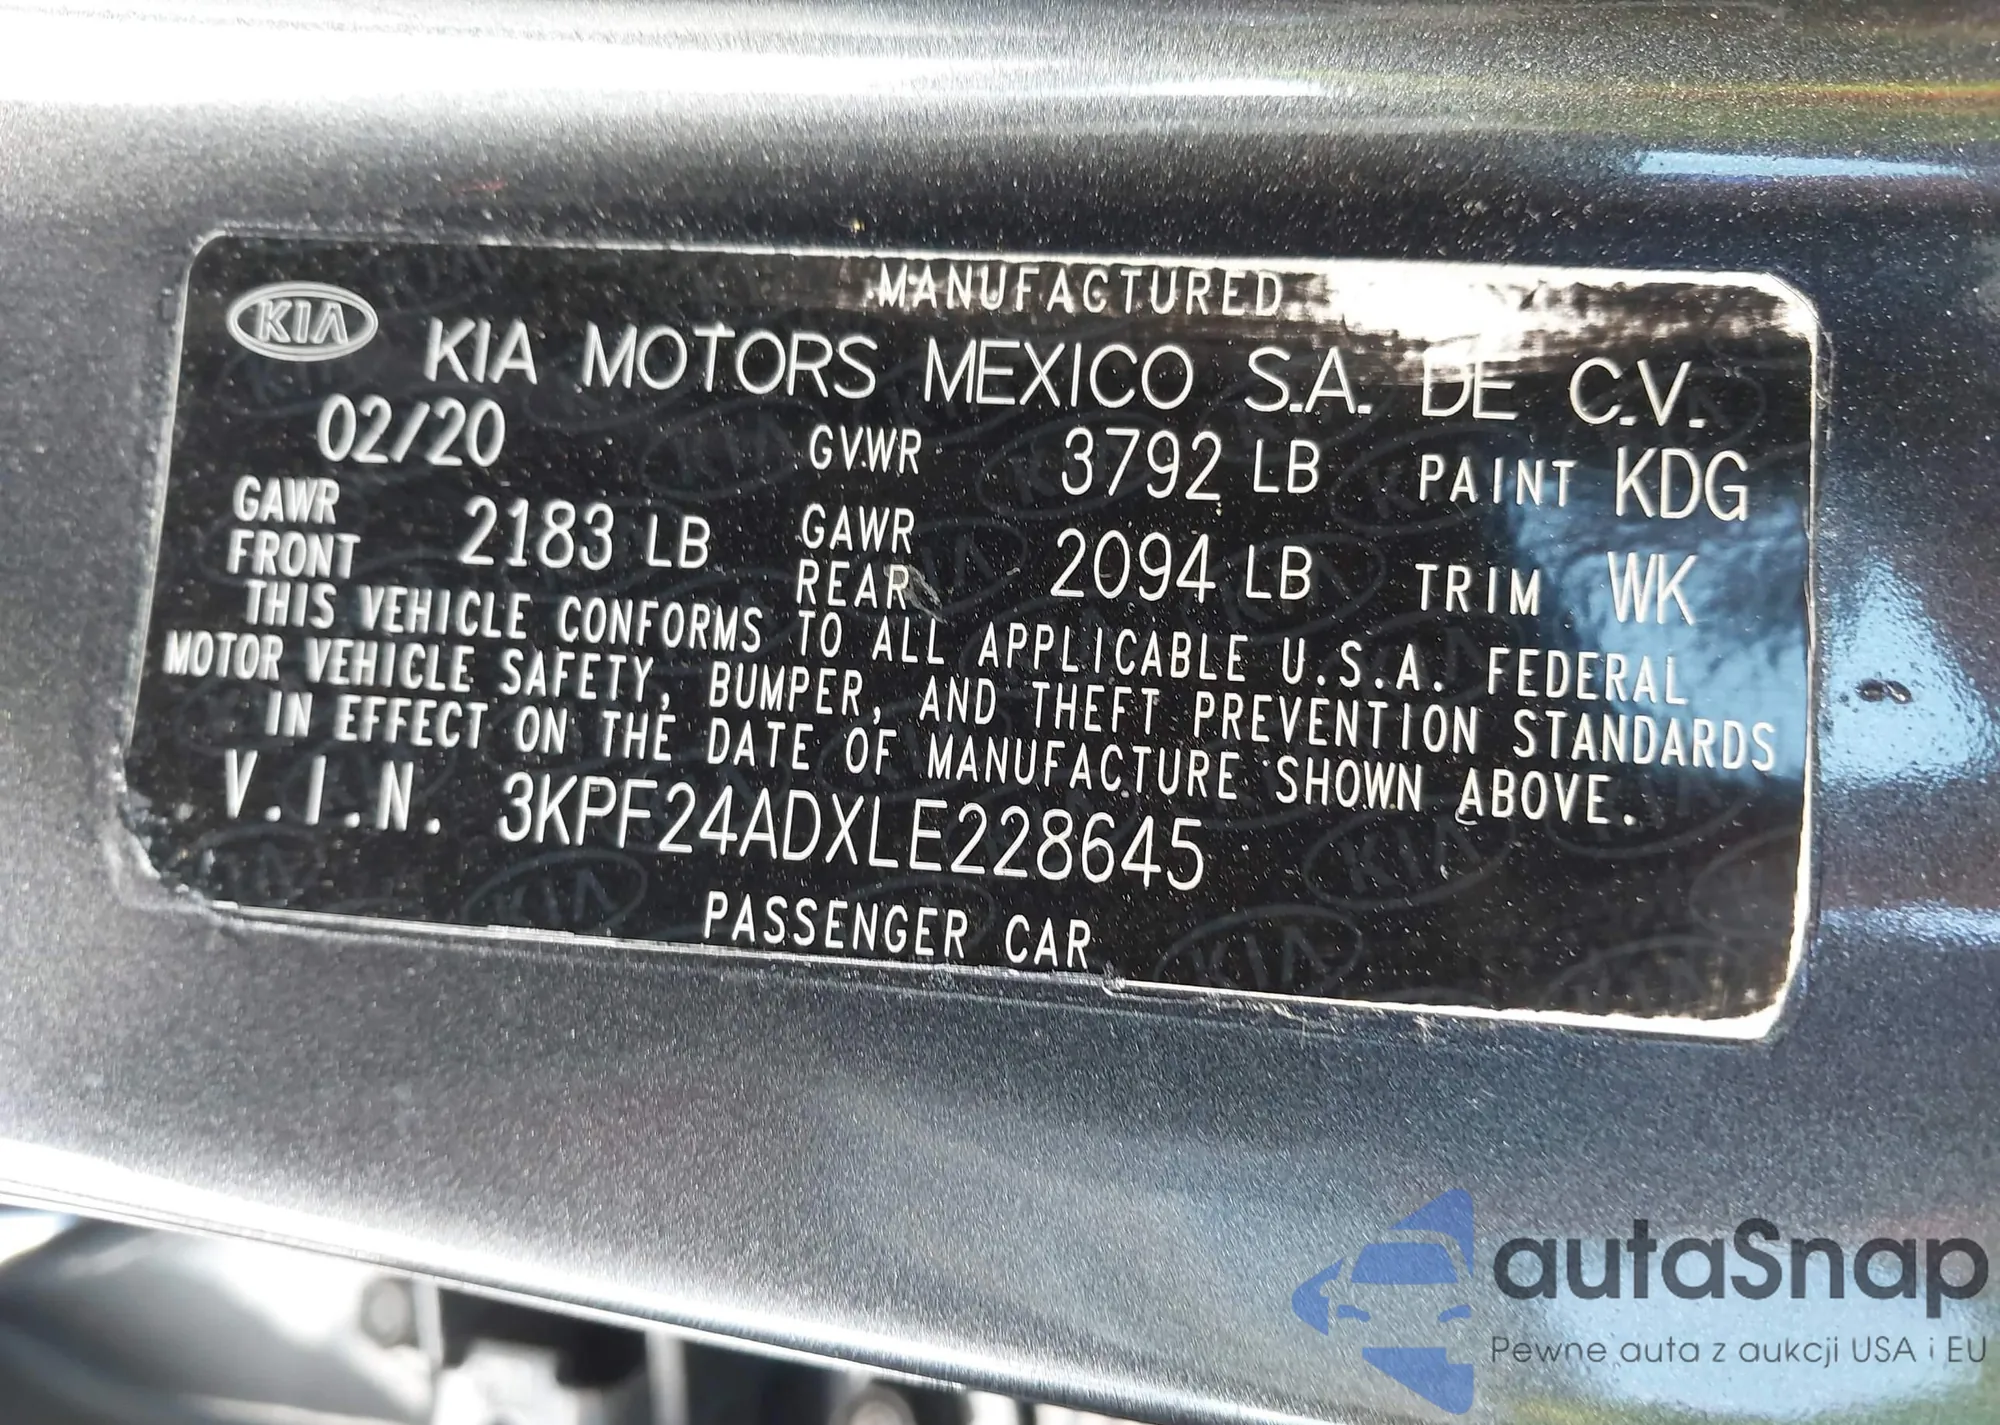 MANUFACTURED
KIA KIA MOTORS MEXICO S.A. DE C.V.
02/20 GVWR 3792 LB PAINT KDG
GAWR FRONT 2183 LB GAWR REAR 2094 LB TRIM WK
THIS VEHICLE CONFORMS TO ALL APPLICABLE U.S.A. FEDERAL
MOTOR VEHICLE SAFETY, BUMPER, AND THEFT PREVENTION STANDARDS
IN EFFECT ON THE DATE OF MANUFACTURE SHOWN ABOVE.
V.I.N. 3KPF24ADXLE228645
PASSENGER CAR
autaSnap
Pewne auta z aukcji USA i EU